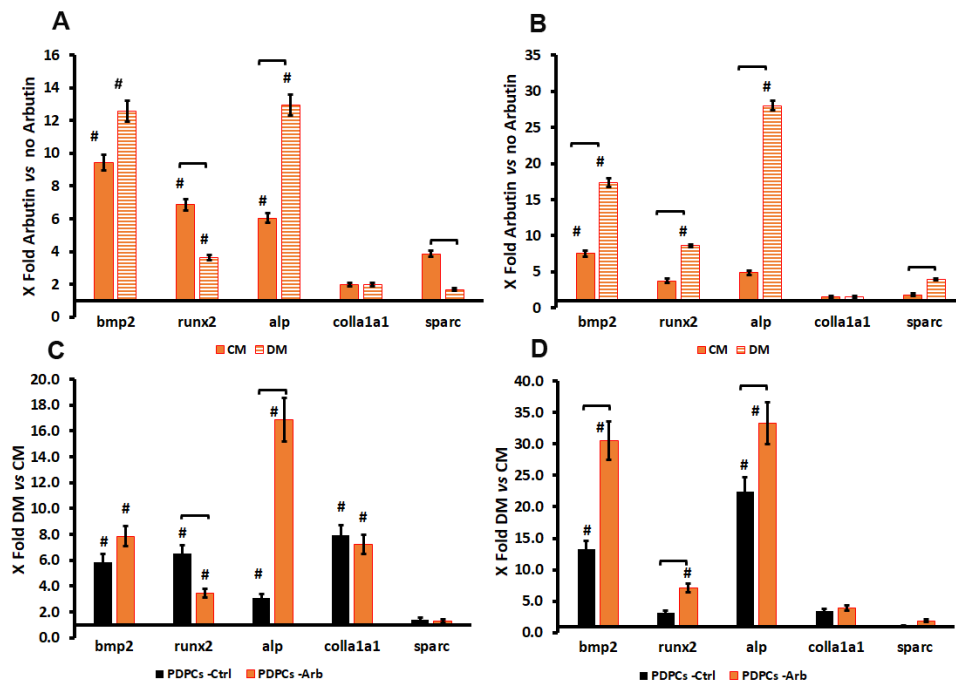 A
X Fold Arbutin vs no Arbutin
16
14
12
10
8
6
4
2
0
# # # # # #
bmp2 runx2 alp colla1a1 sparc
CM DM
B
X Fold Arbutin vs no Arbutin
35
30
25
20
15
10
5
0
# # # #
bmp2 runx2 alp colla1a1 sparc
CM DM
C
X Fold DM vs CM
20.0
18.0
16.0
14.0
12.0
10.0
8.0
6.0
4.0
2.0
0.0
# # # # # # # #
bmp2 runx2 alp colla1a1 sparc
PDPCs -Ctrl PDPCs -Arb
D
X Fold DM vs CM
40.0
35.0
30.0
25.0
20.0
15.0
10.0
5.0
0.0
# # # # #
bmp2 runx2 alp colla1a1 sparc
PDPCs -Ctrl PDPCs -Arb